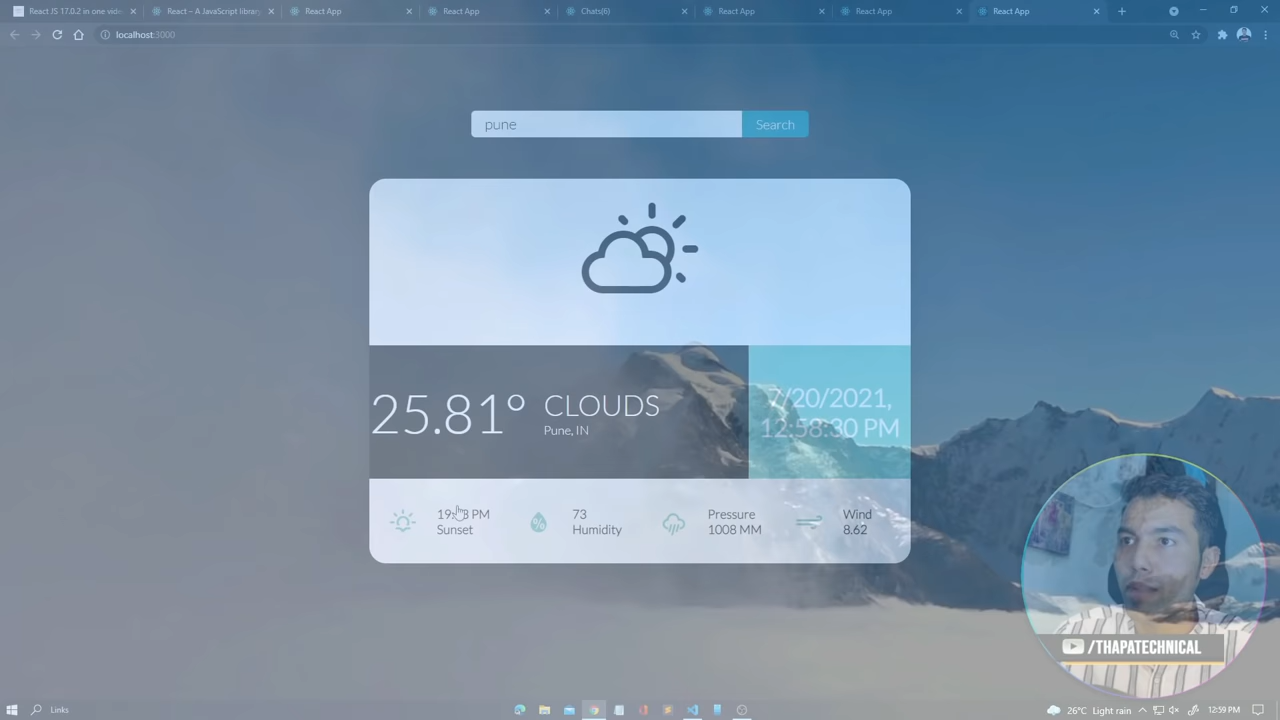 React JS 17.0.2 in one vide
React – A JavaScript library
React App
React App
Chats(6)
React App
React App
React App
localhost:3000
pune
Search
25.81°
CLOUDS
Pune, IN
7/20/2021,
12:58:30 PM
PM
Sunset
73
Humidity
Pressure
1008 MM
Wind
8.62
/THAPATECHNICAL
Links
26°C Light rain
12:59 PM